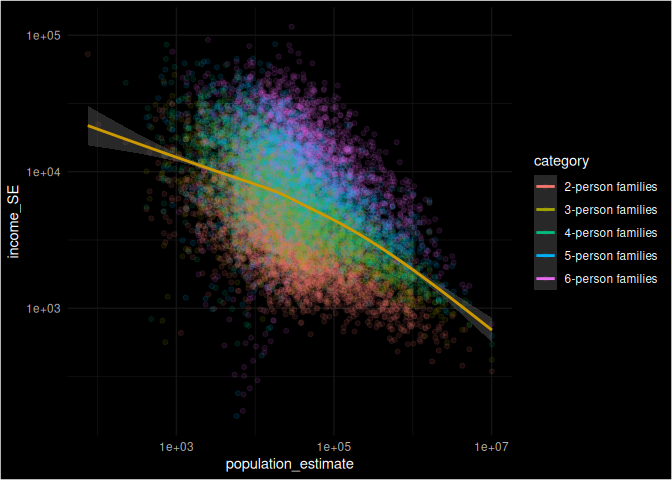 1e+05
1e+04
1e+03
income_SE
1e+03
1e+05
1e+07
population_estimate
category
2-person families
3-person families
4-person families
5-person families
6-person families